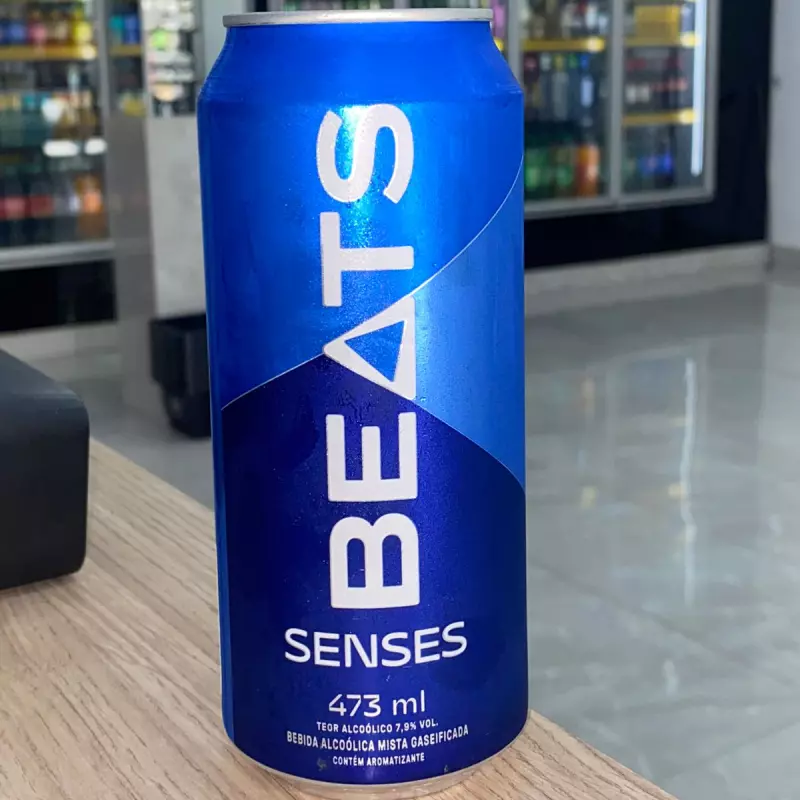 BEATS
SENSES
473 ml
TEOR ALCOÓLICO 7,9% VOL.
BEBIDA ALCOÓLICA MISTA GASEIFICADA
CONTÉM AROMATIZANTE